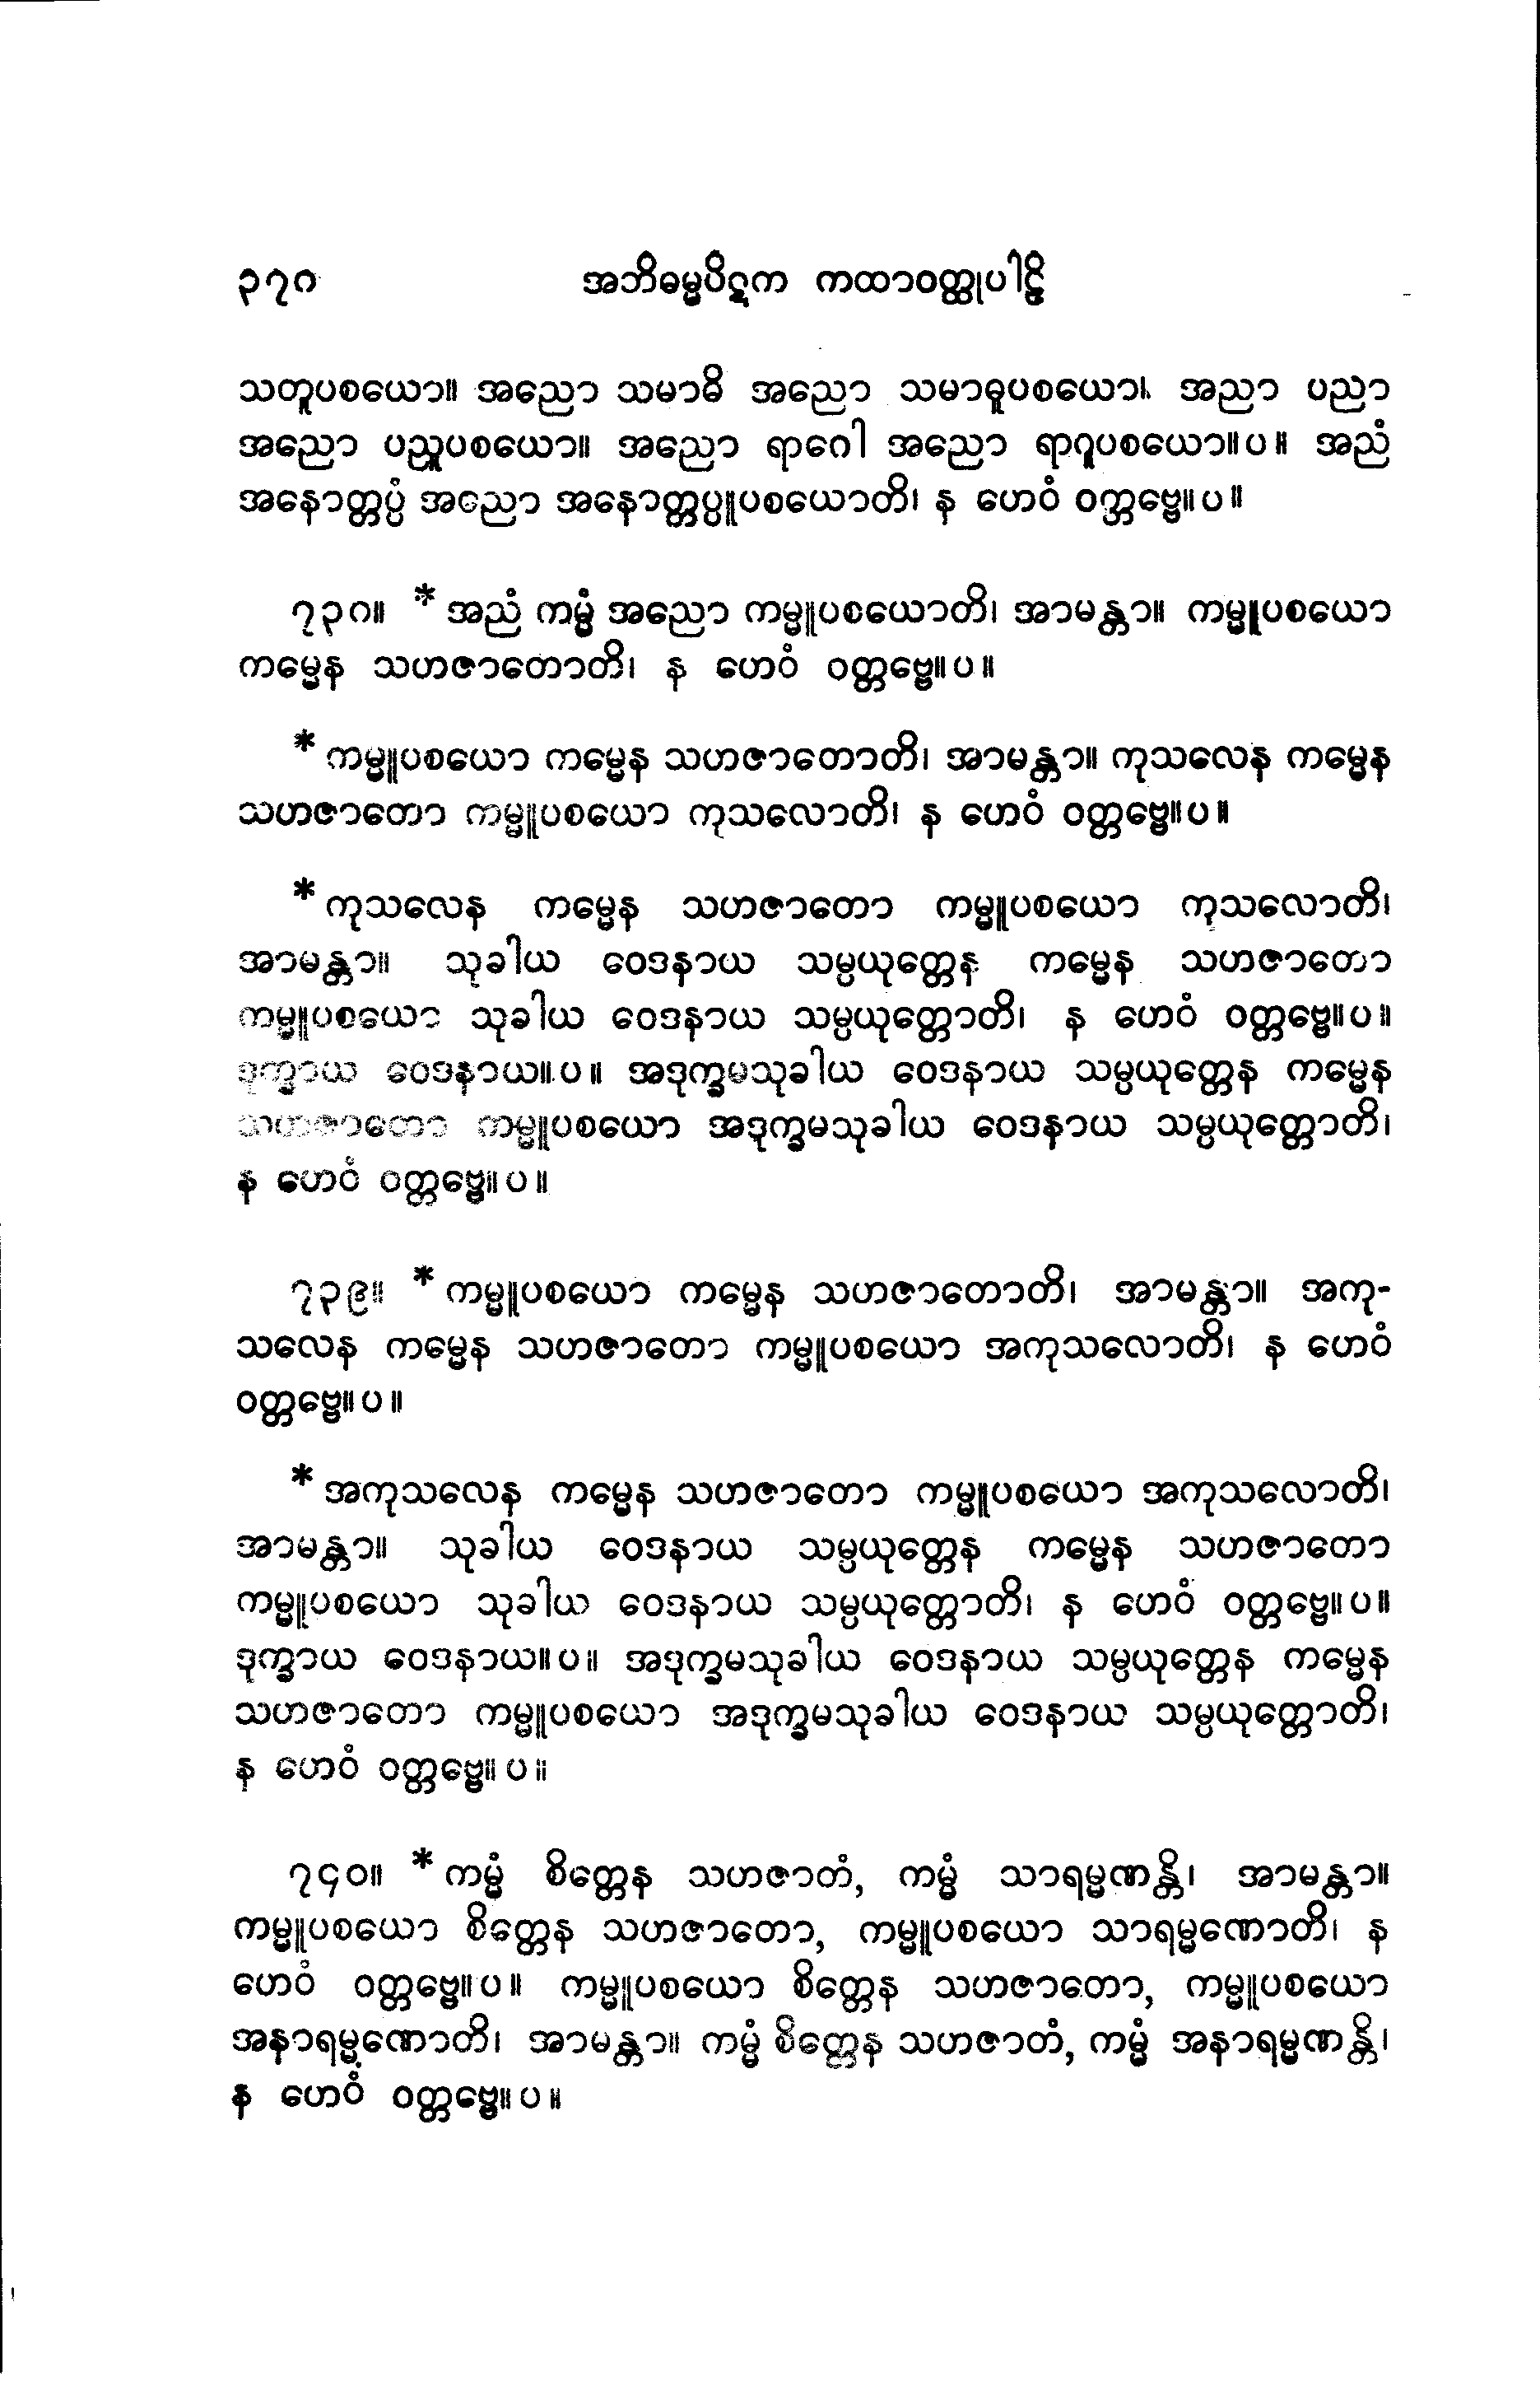 ၃၇၈ အဘိဓမ္မပိဋက ကထာဝတ္ထုပါဠိ
သတူပစယော။ အညော သမာဓိ အညော သမာဓူပစယော။ အညာ ပညာ
အညော ပညူပစယော။ အညော ရာဂေါ အညော ရာဂူပစယော။ပ။ အညံ
အနောတ္တပ္ပံ အညော အနောတ္တပ္ပူပစယောတိ၊ န ဟေဝံ ဝတ္တဗ္ဗေ။ပ။
၇၃၈။ * အညံ ကမ္မံ အညော ကမ္မူပစယောတိ၊ အာမန္တာ။ ကမ္မူပစယော
ကမ္မေန သဟဇာတောတိ၊ န ဟေဝံ ဝတ္တဗ္ဗေ။ပ။
* ကမ္မူပစယော ကမ္မေန သဟဇာတောတိ၊ အာမန္တာ။ ကုသလေန ကမ္မေန
သဟဇာတော ကမ္မူပစယော ကုသလောတိ၊ န ဟေဝံ ဝတ္တဗ္ဗေ။ပ။
* ကုသလေန ကမ္မေန သဟဇာတော ကမ္မူပစယော ကုသလောတိ၊
အာမန္တာ။ သုခါယ ဝေဒနာယ သမ္ပယုတ္တေန ကမ္မေန သဟဇာတော
ကမ္မူပစယော သုခါယ ဝေဒနာယ သမ္ပယုတ္တောတိ၊ န ဟေဝံ ဝတ္တဗ္ဗေ။ပ။
ဒုက္ခာယ ဝေဒနာယ။ပ။ အဒုက္ခမသုခါယ ဝေဒနာယ သမ္ပယုတ္တေန ကမ္မေန
သဟဇာတော ကမ္မူပစယော အဒုက္ခမသုခါယ ဝေဒနာယ သမ္ပယုတ္တောတိ၊
န ဟေဝံ ဝတ္တဗ္ဗေ။ပ။
၇၃၉။ * ကမ္မူပစယော ကမ္မေန သဟဇာတောတိ၊ အာမန္တာ။ အကု-
သလေန ကမ္မေန သဟဇာတော ကမ္မူပစယော အကုသလောတိ၊ န ဟေဝံ
ဝတ္တဗ္ဗေ။ပ။
* အကုသလေန ကမ္မေန သဟဇာတော ကမ္မူပစယော အကုသလောတိ၊
အာမန္တာ။ သုခါယ ဝေဒနာယ သမ္ပယုတ္တေန ကမ္မေန သဟဇာတော
ကမ္မူပစယော သုခါယ ဝေဒနာယ သမ္ပယုတ္တောတိ၊ န ဟေဝံ ဝတ္တဗ္ဗေ။ပ။
ဒုက္ခာယ ဝေဒနာယ။ပ။ အဒုက္ခမသုခါယ ဝေဒနာယ သမ္ပယုတ္တေန ကမ္မေန
သဟဇာတော ကမ္မူပစယော အဒုက္ခမသုခါယ ဝေဒနာယ သမ္ပယုတ္တောတိ၊
န ဟေဝံ ဝတ္တဗ္ဗေ။ပ။
၇၄၀။ * ကမ္မံ စိတ္တေန သဟဇာတံ, ကမ္မံ သာရမ္မဏန္တိ၊ အာမန္တာ။
ကမ္မူပစယော စိတ္တေန သဟဇာတော, ကမ္မူပစယော သာရမ္မဏောတိ၊ န
ဟေဝံ ဝတ္တဗ္ဗေ။ပ။ ကမ္မူပစယော စိတ္တေန သဟဇာတော, ကမ္မူပစယော
အနာရမ္မဏောတိ၊ အာမန္တာ။ ကမ္မံ စိတ္တေန သဟဇာတံ, ကမ္မံ အနာရမ္မဏန္တိ၊
န ဟေဝံ ဝတ္တဗ္ဗေ။ပ။